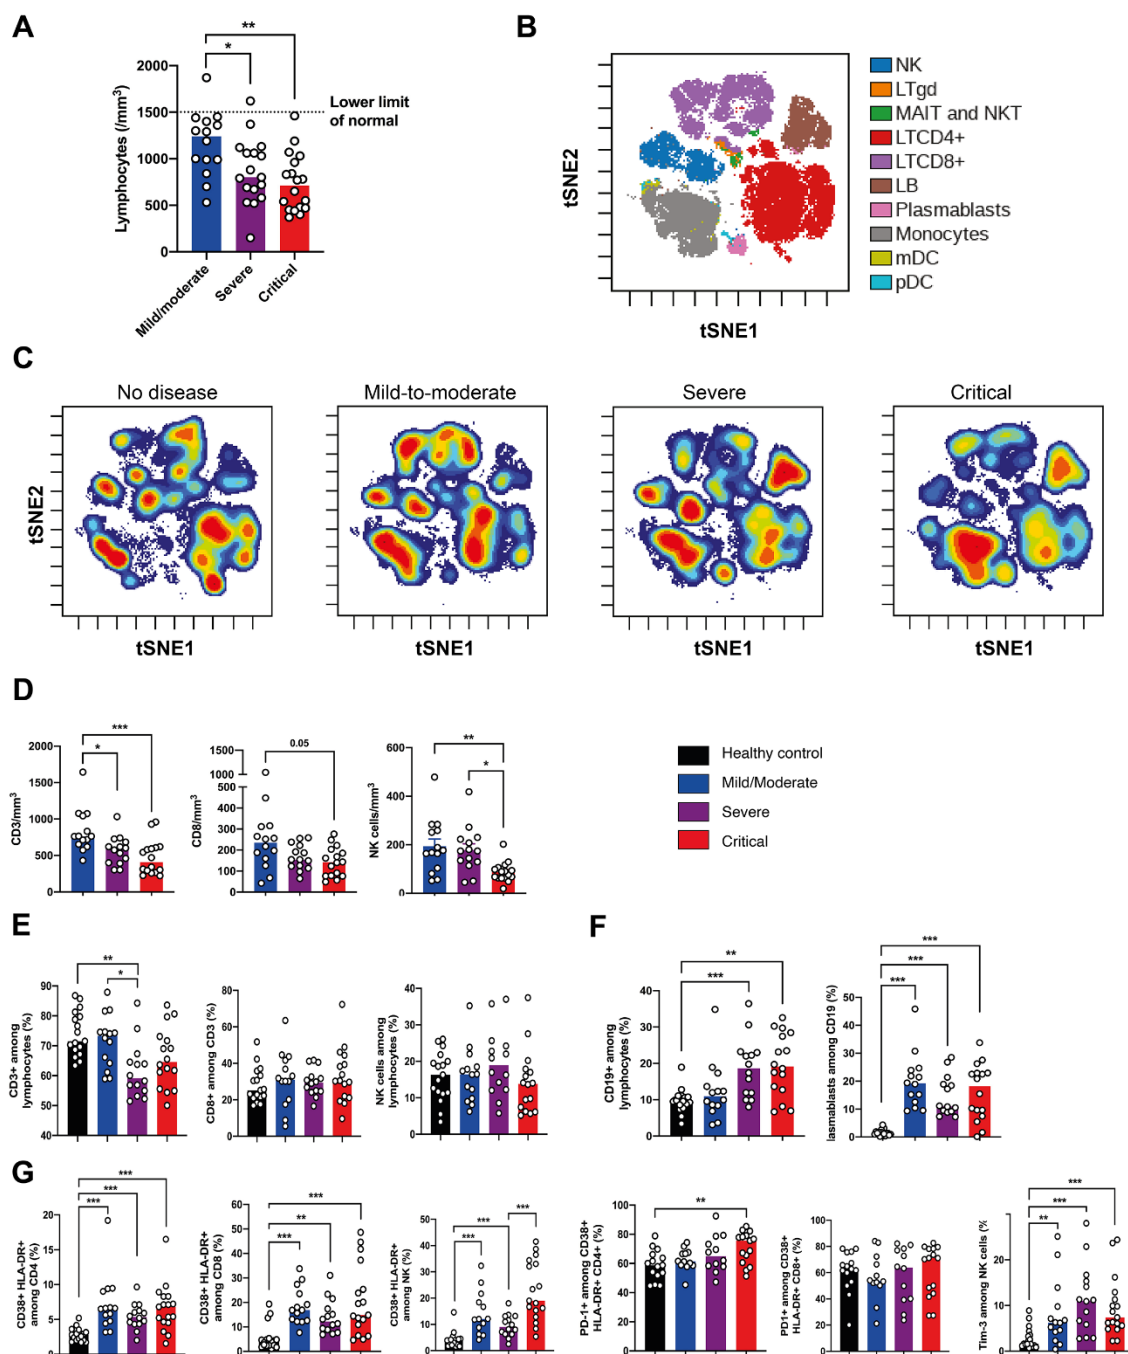 A
**
*
2000
1500
1000
500
0
Lymphocytes (/mm3)
Lower limit
of normal
Mild/moderate
Severe
Critical
B
tSNE2
tSNE1
NK
LTgd
MAIT and NKT
LTCD4+
LTCD8+
LB
Plasmablasts
Monocytes
mDC
pDC
C
No disease
Mild-to-moderate
Severe
Critical
tSNE2
tSNE1
tSNE1
tSNE1
tSNE1
D
***
*
2000
1500
1000
500
0
CD3/mm3
0.05
1500
1000
500
400
300
200
100
0
CD8/mm3
**
*
600
400
200
0
NK cells/mm3
Healthy control
Mild/Moderate
Severe
Critical
E
**
*
90
80
70
60
50
40
CD3+ among
lymphocytes (%)
80
60
40
20
0
CD8+ among CD3 (%)
50
40
30
20
10
0
NK cells among
lymphocytes (%)
F
**
***
40
30
20
10
0
CD19+ among
lymphocytes (%)
***
***
***
50
40
30
20
10
0
lasmablasts among CD19 (%)
G
***
***
***
20
15
10
5
0
CD38+ HLA-DR+
among CD4 (%)
***
**
***
60
50
40
30
20
10
0
CD38+ HLA-DR+
among CD8 (%)
***
***
***
50
40
30
20
10
0
CD38+ HLA-DR+
among NK (%)
**
100
80
60
40
20
0
PD-1+ among CD38+
HLA-DR+ CD4+ (%)
100
80
60
40
20
0
PD1+ among CD38+
HLA-DR+ CD8+ (%)
***
***
**
20
10
0
Tim-3 among NK cells (%